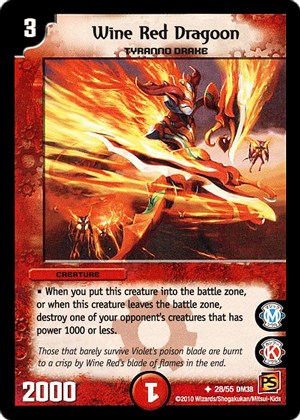 3
Wine Red Dragoon
TYRANNO DRAKE
CREATURE
▪ When you put this creature into the battle zone,
or when this creature leaves the battle zone,
destroy one of your opponent's creatures that
has power 1000 or less.
M
K
Those that barely survive Violet's poison blade are burnt
to a crisp by Wine Red's blade of flames in the end.
2000
1
28/55 DM38
PS
©2010 Wizards/Shogakukan/Mitsui-Kids